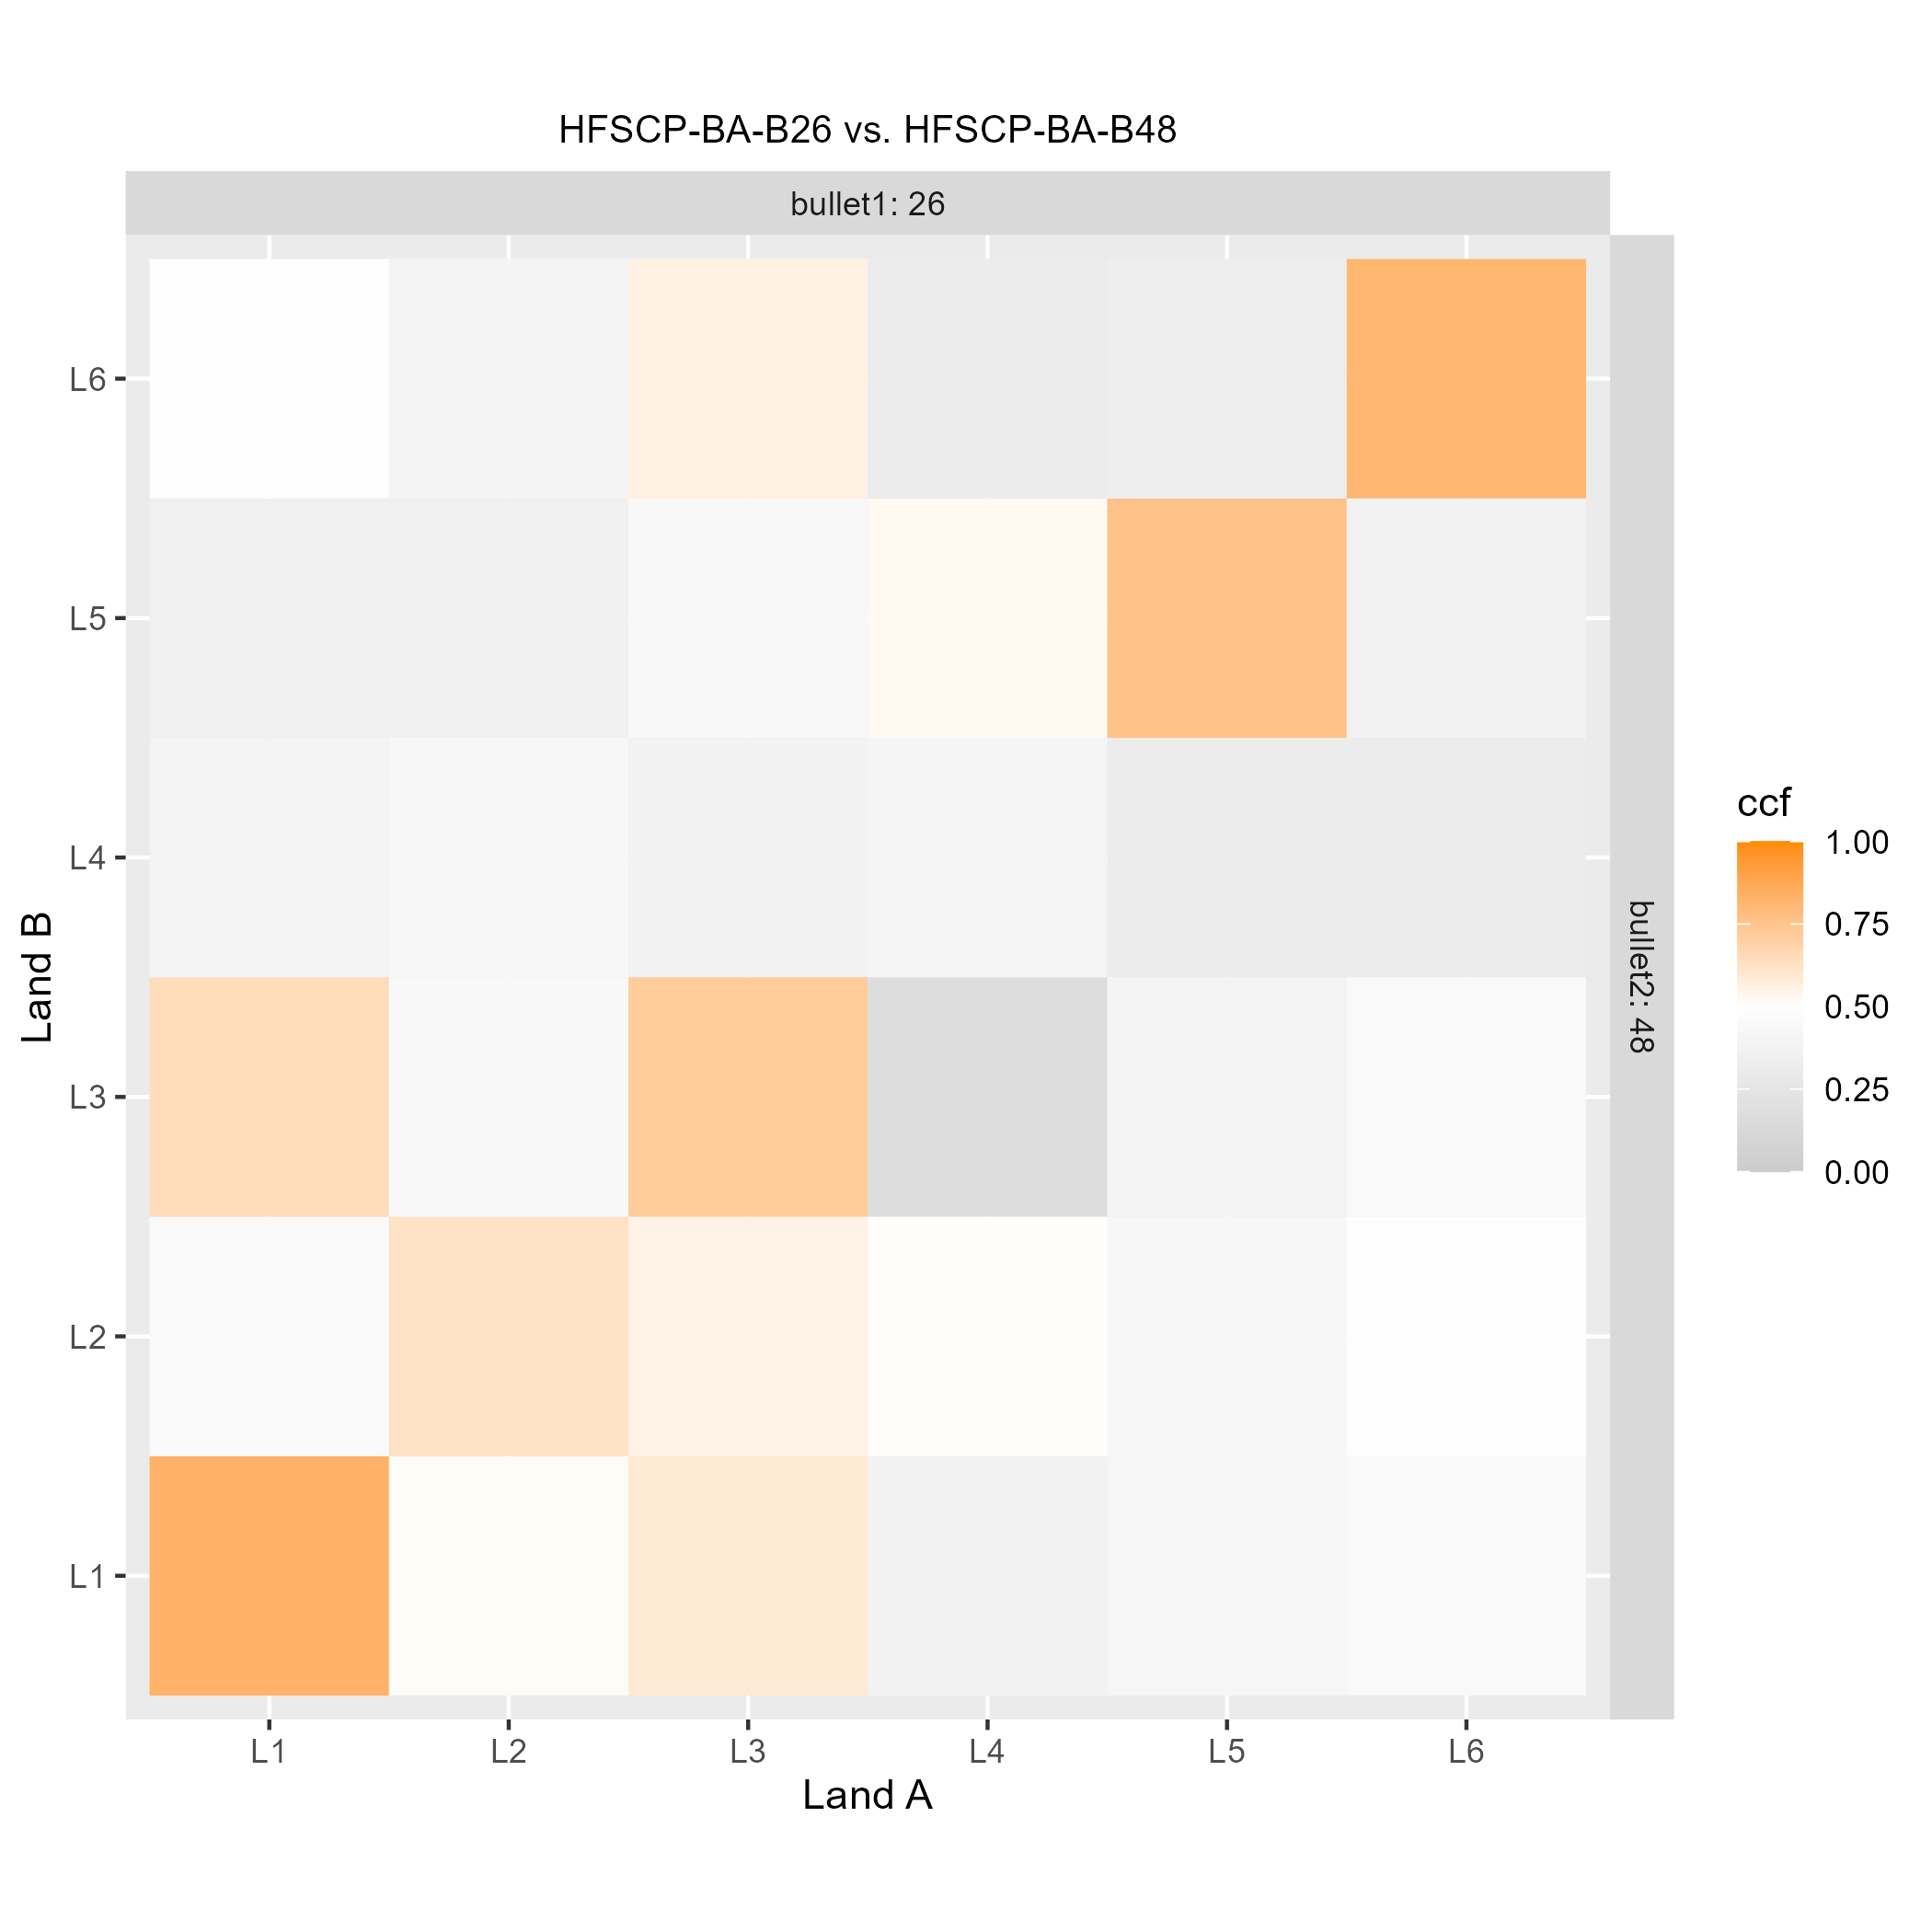 HFSCP-BA-B26 vs. HFSCP-BA-B48
bullet1: 26
L6
L5
L4
L3
L2
L1
Land B
bullet2: 48
ccf
1.00
0.75
0.50
0.25
0.00
L1 L2 L3 L4 L5 L6
Land A